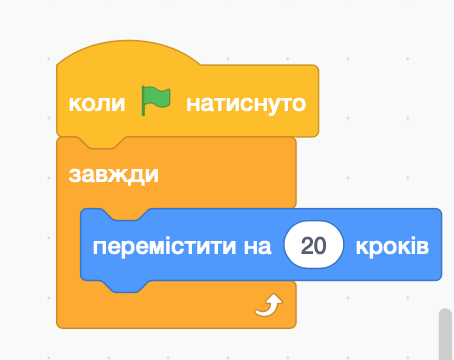 коли натиснуто
завжди
перемістити на 20 кроків